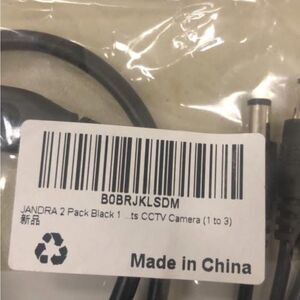 B0BRJKLSDM
JANDRA 2 Pack Black 1 ...ts CCTV Camera (1 to 3)
新品
Made in China